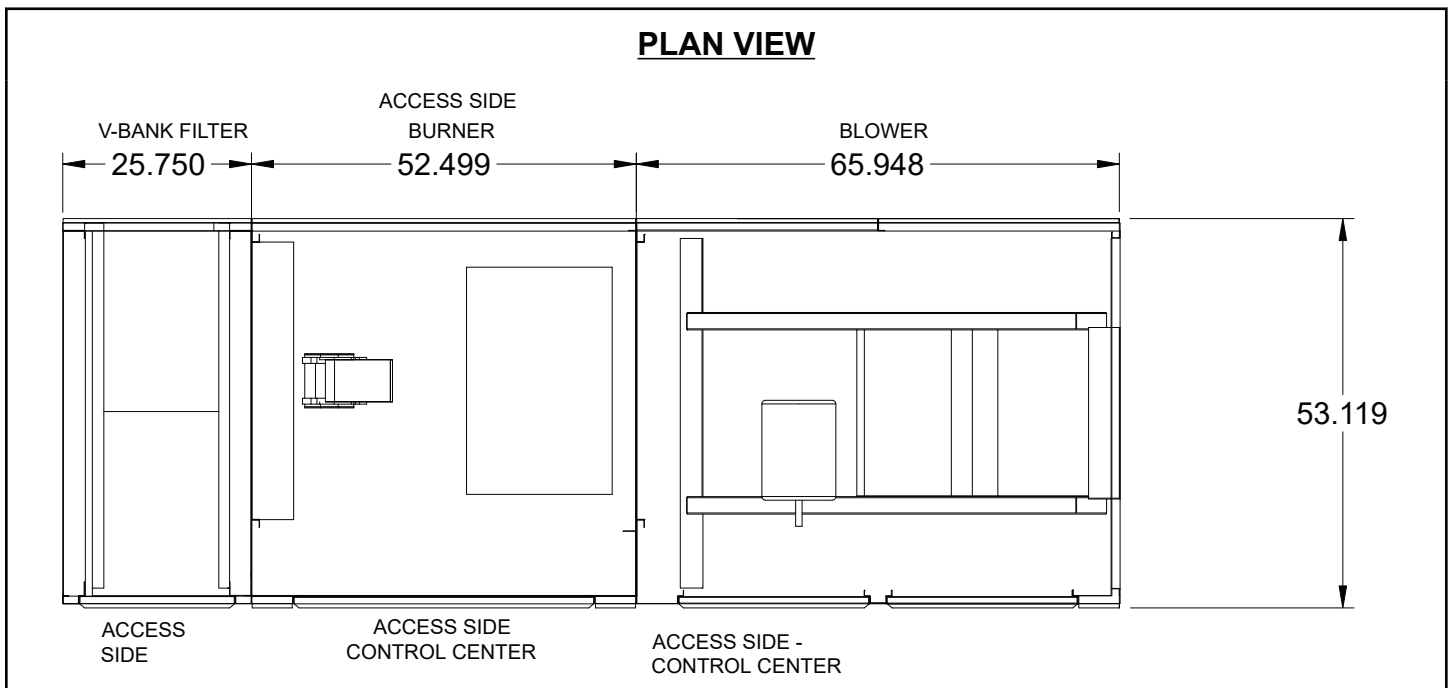 PLAN VIEW
ACCESS SIDE
V-BANK FILTER
BURNER
BLOWER
25.750
52.499
65.948
53.119
ACCESS
SIDE
ACCESS SIDE
CONTROL CENTER
ACCESS SIDE -
CONTROL CENTER